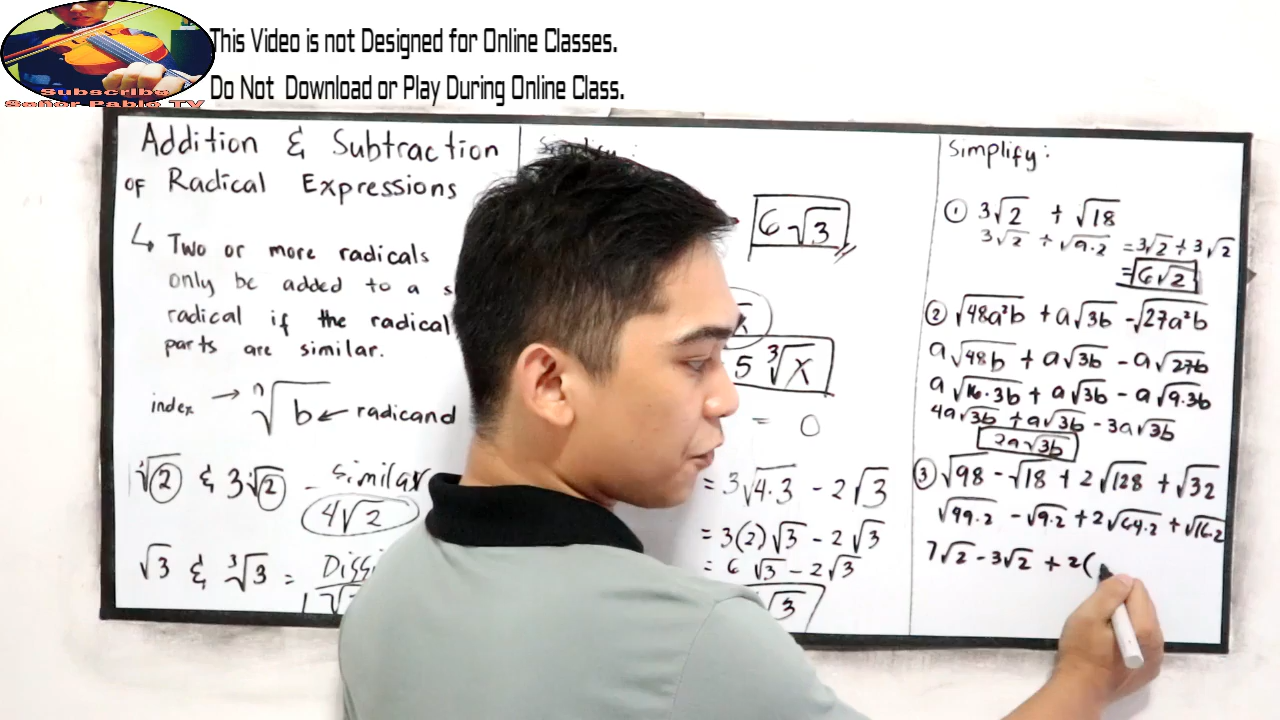 This Video is not Designed for Online Classes.
Do Not Download or Play During Online Class.
Subscribe
Señor Pablo TV
Addition & Subtraction
of Radical Expressions
↳ Two or more radicals
only be added to a
radical if the radical
parts are similar.
index → ⁿ√b ← radicand
√2 & 3√2 – similar
4√2
√3 & ∛3 =
Simplify:
6√3
5 ∛x
= 0
= 3√4·3 - 2√3
= 3(2)√3 - 2√3
= 6√3 - 2√3
√3
Simplify:
① 3√2 + √18
3√2 + √9·2 = 3√2 + 3√2
= 6√2
② √48a²b + a√3b - √27a²b
a√48b + a√3b - a√27b
a√16·3b + a√3b - a√9·3b
4a√3b + a√3b - 3a√3b
2a√3b
③ √98 - √18 + 2√128 + √32
√49·2 - √9·2 + 2√64·2 + √16·2
7√2 - 3√2 + 2(